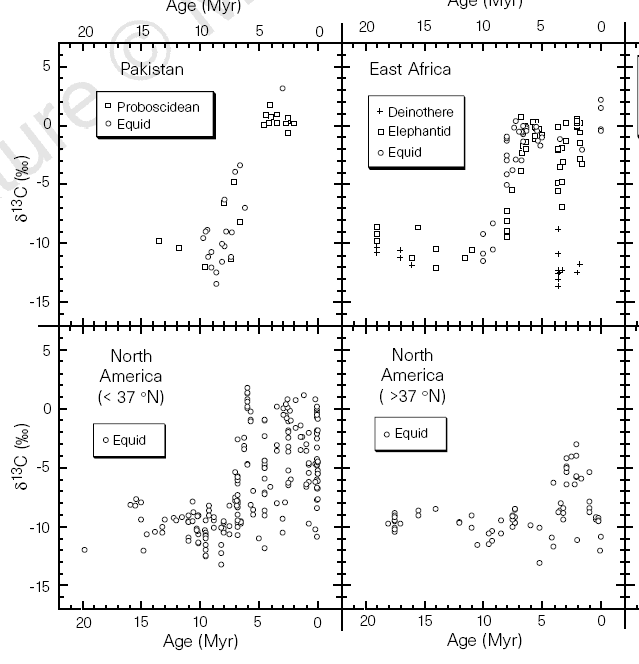 Age (Myr)
Age (Myr)
20 15 10 5 0
20 15 10 5 0
Pakistan
Proboscidean
Equid
5
0
-5
-10
-15
δ13C (‰)
East Africa
Deinothere
Elephantid
Equid
North
America
(< 37 °N)
Equid
5
0
-5
-10
-15
δ13C (‰)
North
America
( >37 °N)
Equid
20 15 10 5 0
20 15 10 5 0
Age (Myr)
Age (Myr)
ture ©